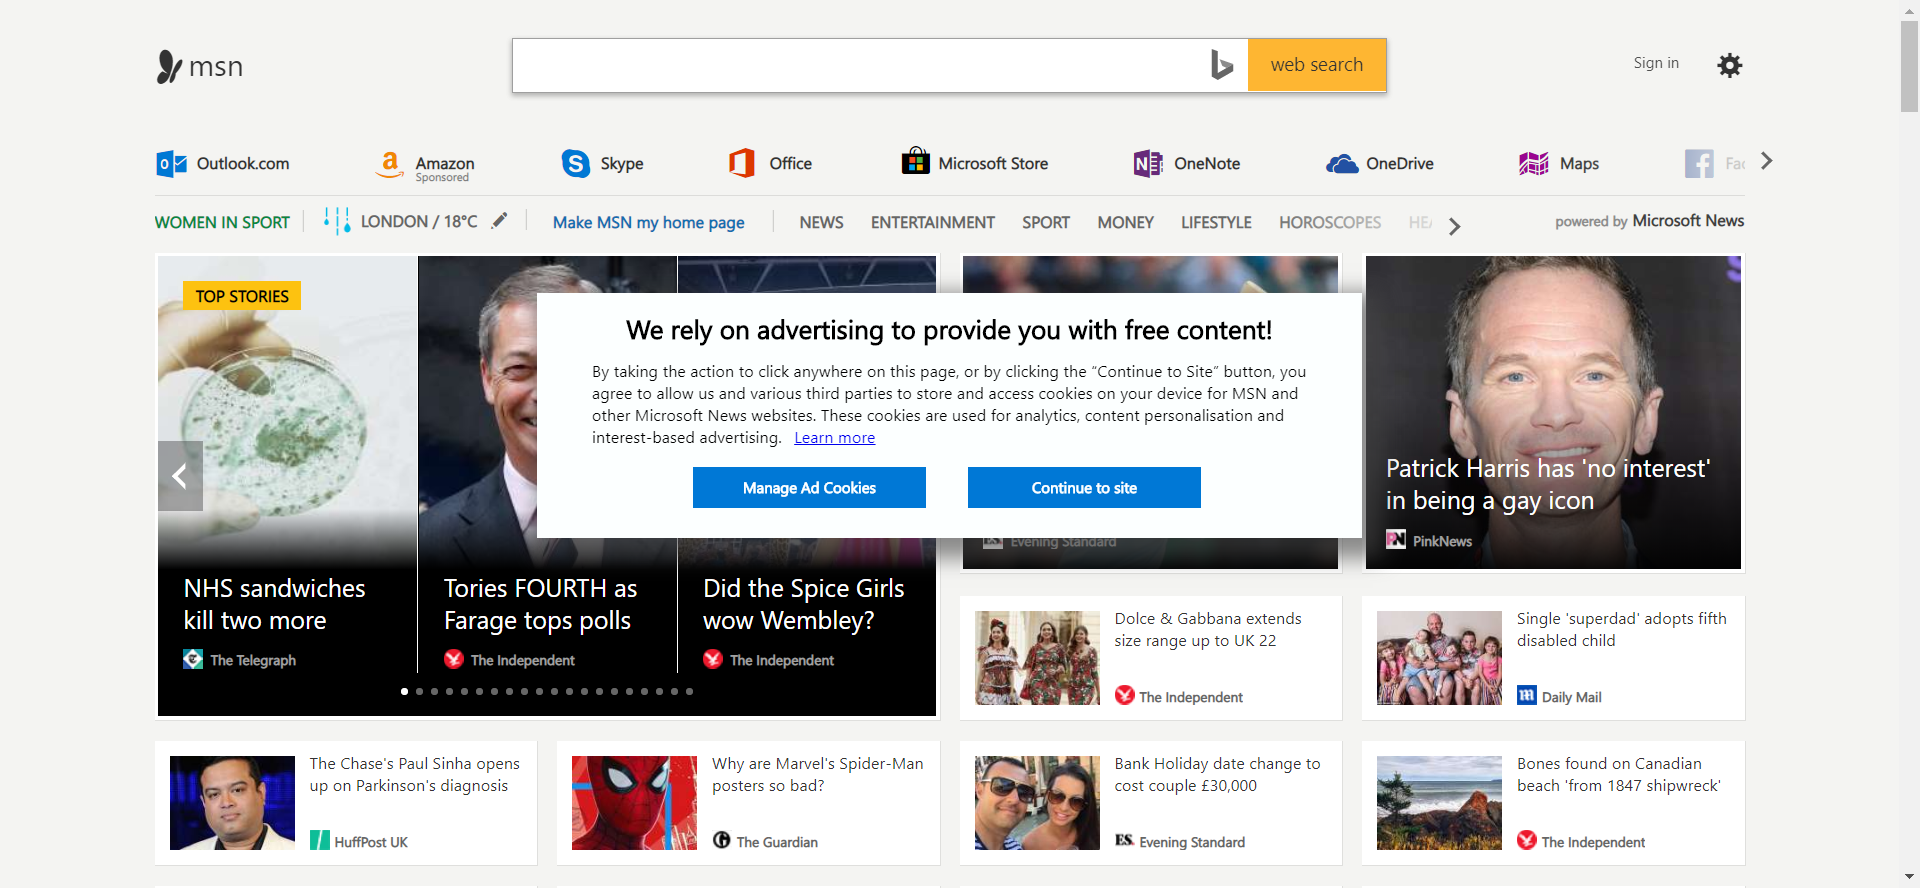 msn
web search
Sign in
Outlook.com
Amazon
Sponsored
Skype
Office
Microsoft Store
OneNote
OneDrive
Maps
WOMEN IN SPORT
LONDON / 18°C
Make MSN my home page
NEWS
ENTERTAINMENT
SPORT
MONEY
LIFESTYLE
HOROSCOPES
powered by Microsoft News
TOP STORIES
We rely on advertising to provide you with free content!
By taking the action to click anywhere on this page, or by clicking the “Continue to Site” button, you
agree to allow us and various third parties to store and access cookies on your device for MSN and
other Microsoft News websites. These cookies are used for analytics, content personalisation and
interest-based advertising. Learn more
Manage Ad Cookies
Continue to site
Patrick Harris has 'no interest'
in being a gay icon
PinkNews
Evening Standard
NHS sandwiches
kill two more
The Telegraph
Tories FOURTH as
Farage tops polls
The Independent
Did the Spice Girls
wow Wembley?
The Independent
Dolce & Gabbana extends
size range up to UK 22
The Independent
Single 'superdad' adopts fifth
disabled child
Daily Mail
The Chase's Paul Sinha opens
up on Parkinson's diagnosis
HuffPost UK
Why are Marvel's Spider-Man
posters so bad?
The Guardian
Bank Holiday date change to
cost couple £30,000
ES. Evening Standard
Bones found on Canadian
beach 'from 1847 shipwreck'
The Independent